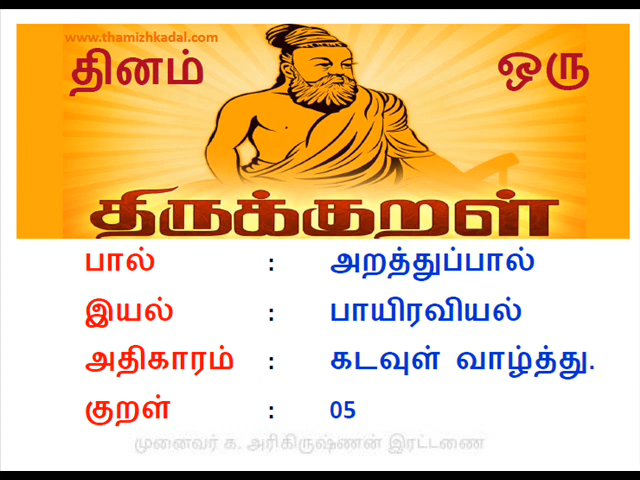 www.thamizhkadal.com
தினம் ஒரு
திருக்குறள்
பால் : அறத்துப்பால்
இயல் : பாயிரவியல்
அதிகாரம் : கடவுள் வாழ்த்து.
குறள் : 05
முனைவர் க. அரிகிருஷ்ணன் இரட்டணை